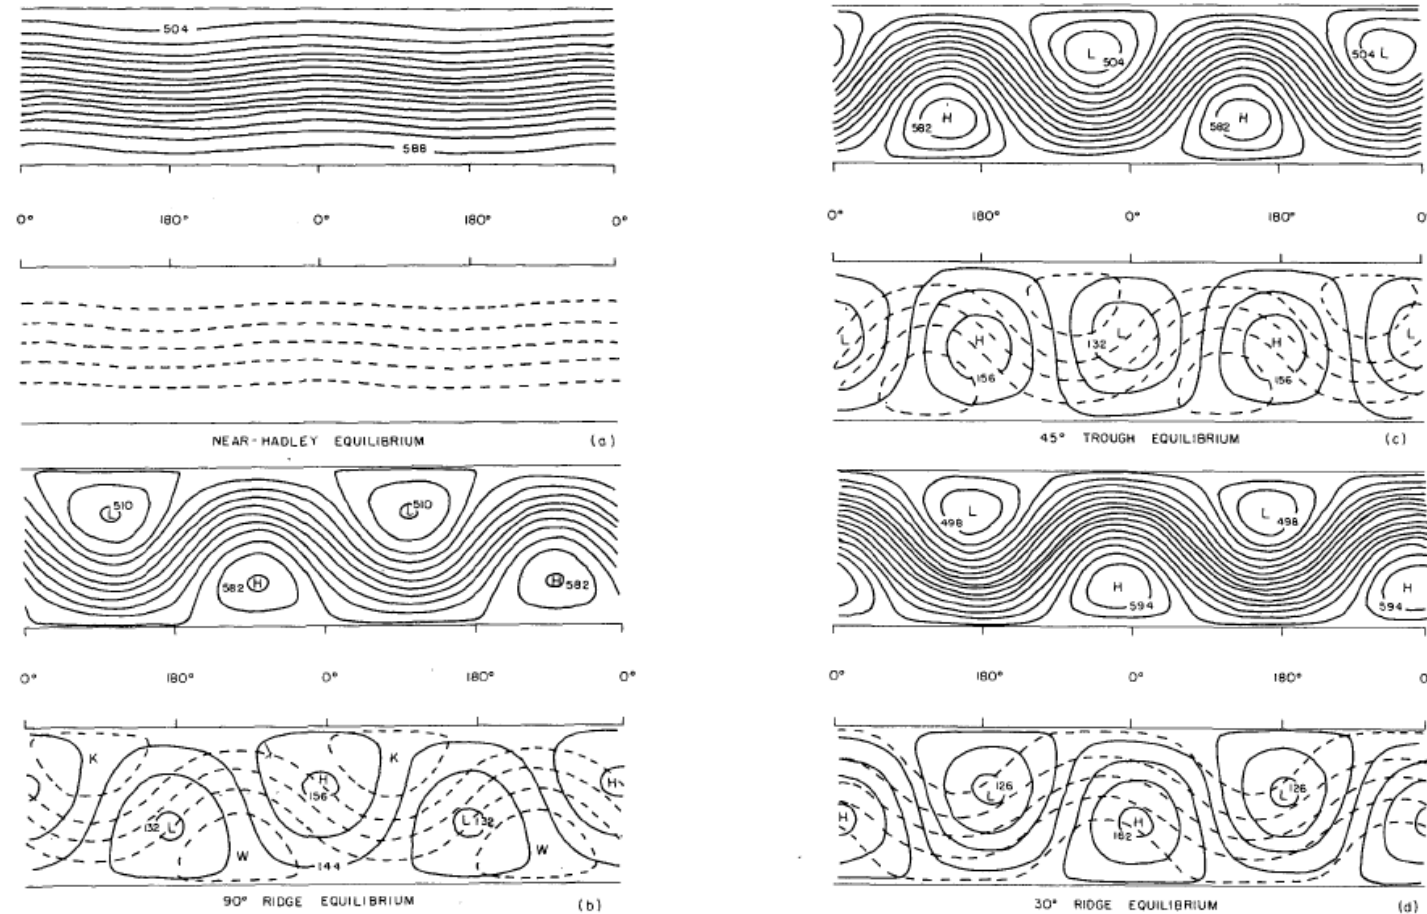 504
588
0° 180° 0° 180° 0°
NEAR-HADLEY EQUILIBRIUM (a)
L 504 504 L
582 H 582 H
0° 180° 0° 180° 0°
L H 132 L H L
156 156
45° TROUGH EQUILIBRIUM (c)
L 510 L 510
582 H H 582
0° 180° 0° 180° 0°
K H K H
156
132 L L 132
W 144 W
90° RIDGE EQUILIBRIUM (b)
L 498 L 498
H 594 H 594
0° 180° 0° 180° 0°
L 126 L 126
H 162 H H
30° RIDGE EQUILIBRIUM (d)